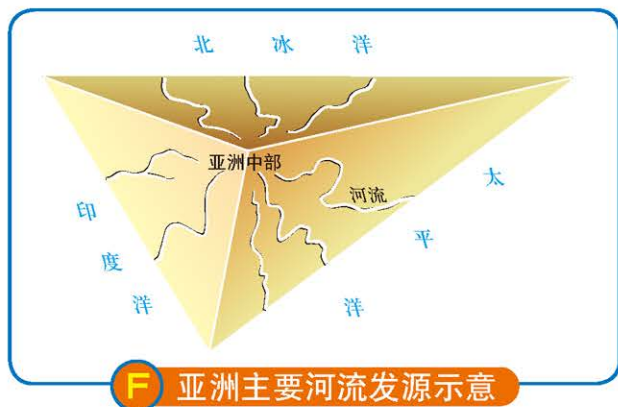 北冰洋
亚洲中部
河流
太平洋
印度洋
F 亚洲主要河流发源示意